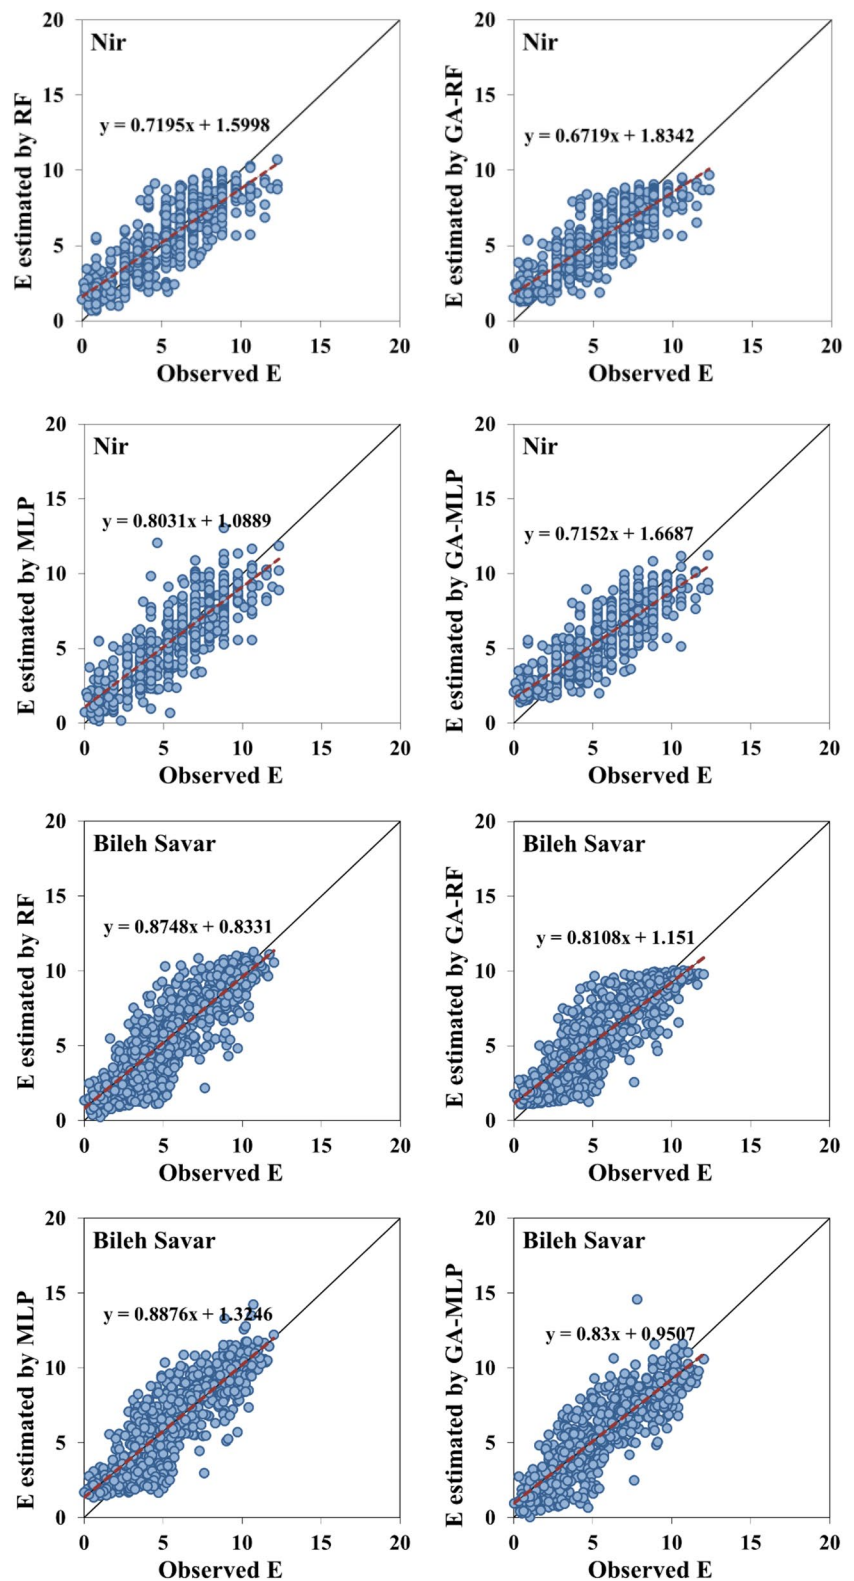 20
Nir
15
y = 0.7195x + 1.5998
10
5
0
0 5 10 15 20
E estimated by RF
Observed E
20
Nir
15
y = 0.6719x + 1.8342
10
5
0
0 5 10 15 20
E estimated by GA-RF
Observed E
20
Nir
15
y = 0.8031x + 1.0889
10
5
0
0 5 10 15 20
E estimated by MLP
Observed E
20
Nir
15
y = 0.7152x + 1.6687
10
5
0
0 5 10 15 20
E estimated by GA-MLP
Observed E
20
Bileh Savar
15
y = 0.8748x + 0.8331
10
5
0
0 5 10 15 20
E estimated by RF
Observed E
20
Bileh Savar
15
y = 0.8108x + 1.151
10
5
0
0 5 10 15 20
E estimated by GA-RF
Observed E
20
Bileh Savar
15
y = 0.8876x + 1.3246
10
5
0
0 5 10 15 20
E estimated by MLP
Observed E
20
Bileh Savar
15
y = 0.83x + 0.9507
10
5
0
0 5 10 15 20
E estimated by GA-MLP
Observed E